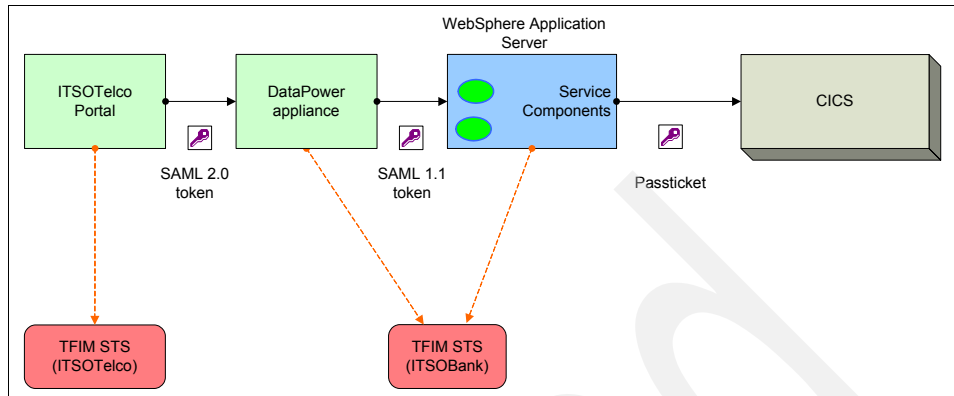 WebSphere Application
Server
ITSOTelco
Portal
DataPower
appliance
Service
Components
CICS
SAML 2.0
token
SAML 1.1
token
Passticket
TFIM STS
(ITSOTelco)
TFIM STS
(ITSOBank)